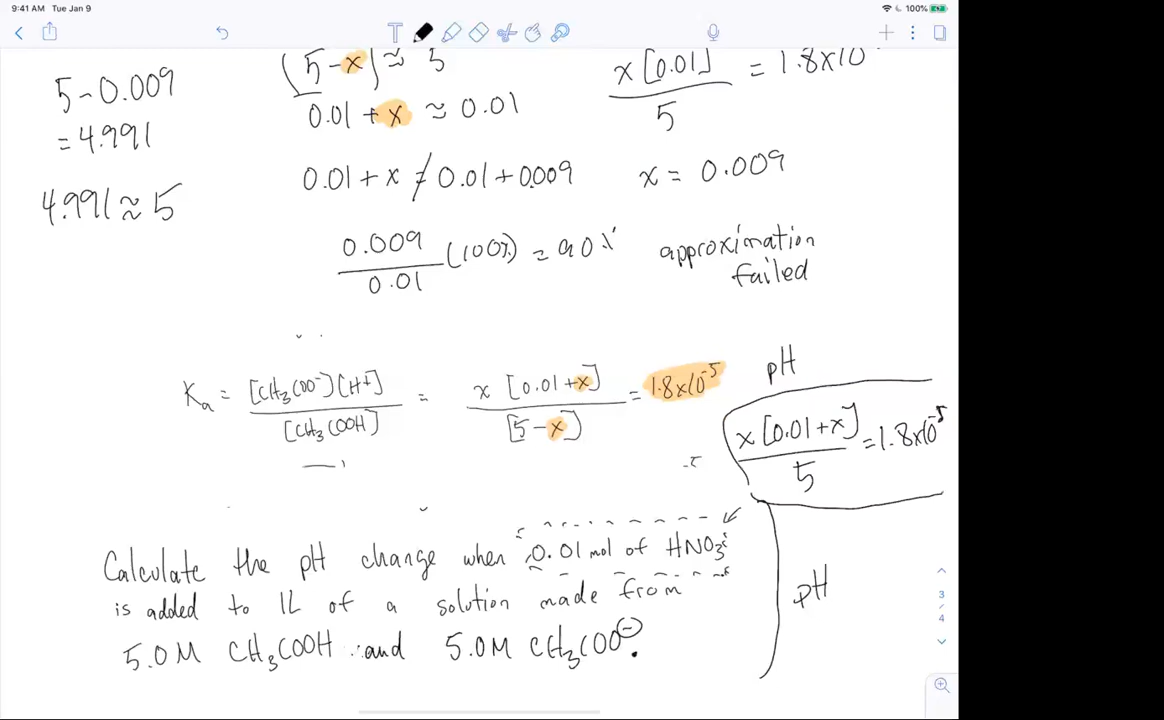 9:41 AM Tue Jan 9
100%
5-0.009
=4.991
4.991≈5
(5-x)≈5
0.01+x≈0.01
0.01+x≠0.01+0.009
0.009/0.01 (100%) = 90%
x[0.01]/5 = 1.8x10
x = 0.009
approximation
failed
Ka = [CH3COO-][H+]/[CH3COOH] = x[0.01+x]/[5-x] = 1.8x10^-5
pH
x[0.01+x]/5 = 1.8x10^-5
Calculate the pH change when 0.01 mol of HNO3
is added to 1L of a solution made from
5.0M CH3COOH and 5.0M CH3COO⊖.
pH
3
/
4